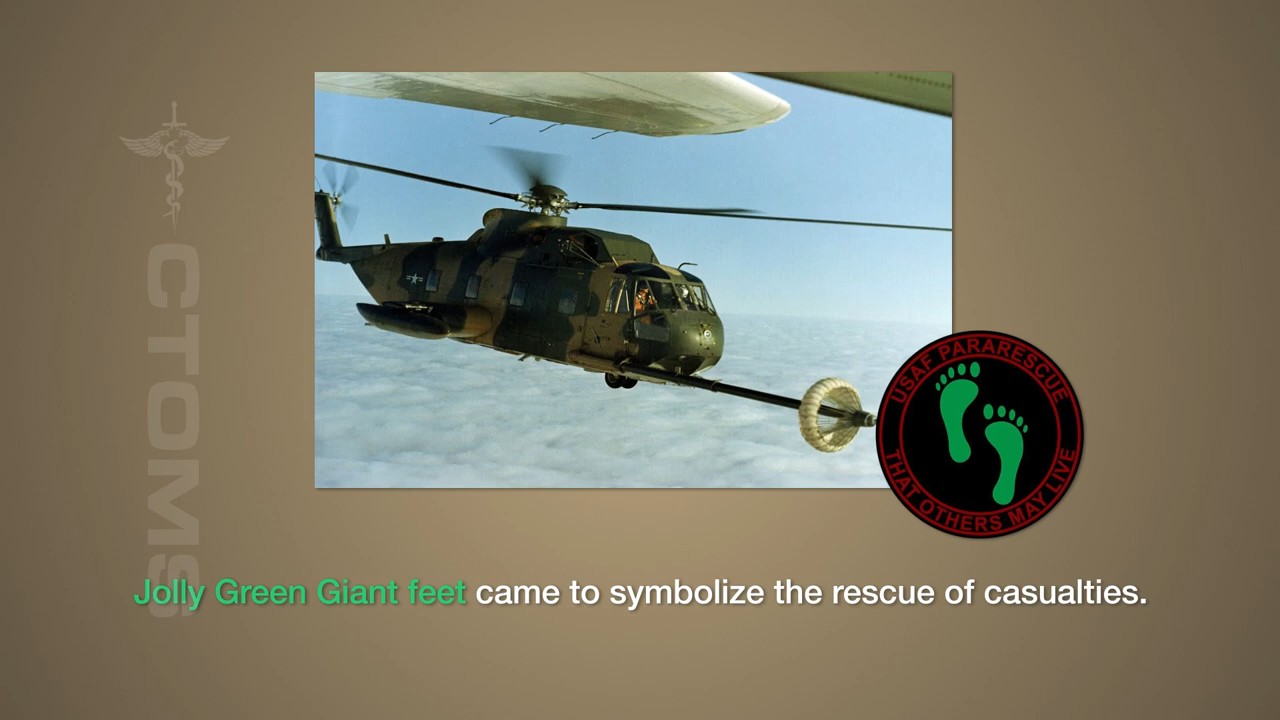 CTOMS
USAF PARARESCUE
THAT OTHERS MAY LIVE
Jolly Green Giant feet came to symbolize the rescue of casualties.